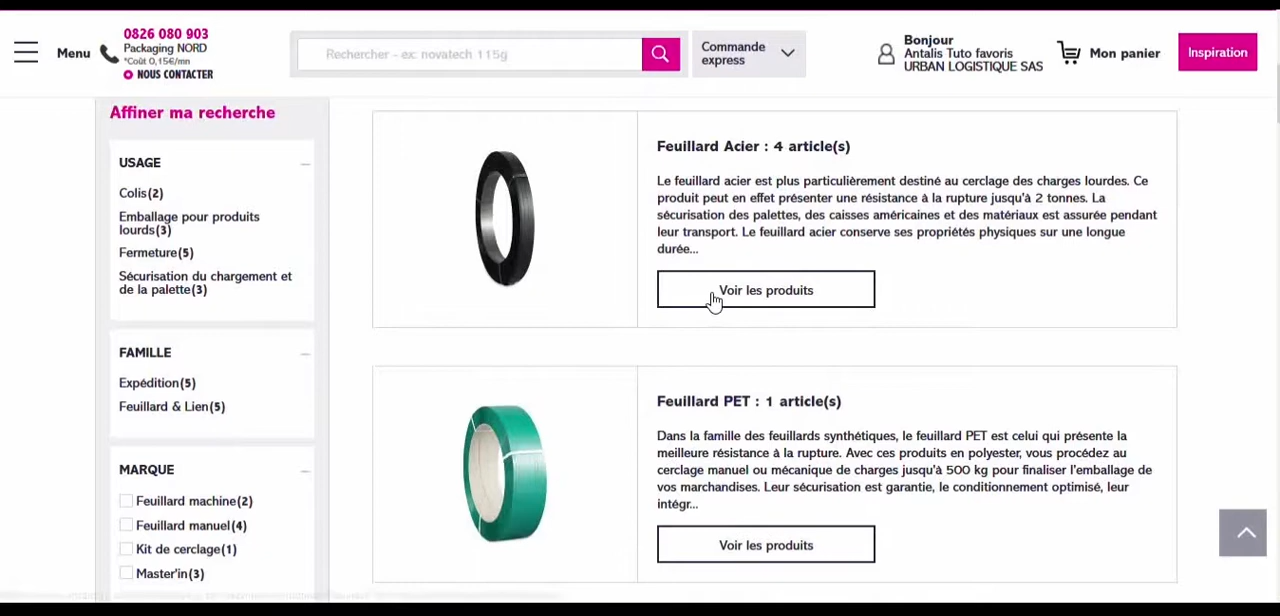 Menu
0826 080 903
Packaging NORD
*Coût 0,15€/mn
NOUS CONTACTER
Rechercher - ex: novatech 115g
Commande
express
Bonjour
Antalis Tuto favoris
URBAN LOGISTIQUE SAS
Mon panier
Inspiration
Affiner ma recherche
USAGE
Colis(2)
Emballage pour produits
lourds(3)
Fermeture(5)
Sécurisation du chargement et
de la palette(3)
FAMILLE
Expédition(5)
Feuillard & Lien(5)
MARQUE
Feuillard machine(2)
Feuillard manuel(4)
Kit de cerclage(1)
Master'in(3)
Feuillard Acier : 4 article(s)
Le feuillard acier est plus particulièrement destiné au cerclage des charges lourdes. Ce
produit peut en effet présenter une résistance à la rupture jusqu'à 2 tonnes. La
sécurisation des palettes, des caisses américaines et des matériaux est assurée pendant
leur transport. Le feuillard acier conserve ses propriétés physiques sur une longue
durée...
Voir les produits
Feuillard PET : 1 article(s)
Dans la famille des feuillards synthétiques, le feuillard PET est celui qui présente la
meilleure résistance à la rupture. Avec ces produits en polyester, vous procédez au
cerclage manuel ou mécanique de charges jusqu'à 500 kg pour finaliser l'emballage de
vos marchandises. Leur sécurisation est garantie, le conditionnement optimisé, leur
intégr...
Voir les produits